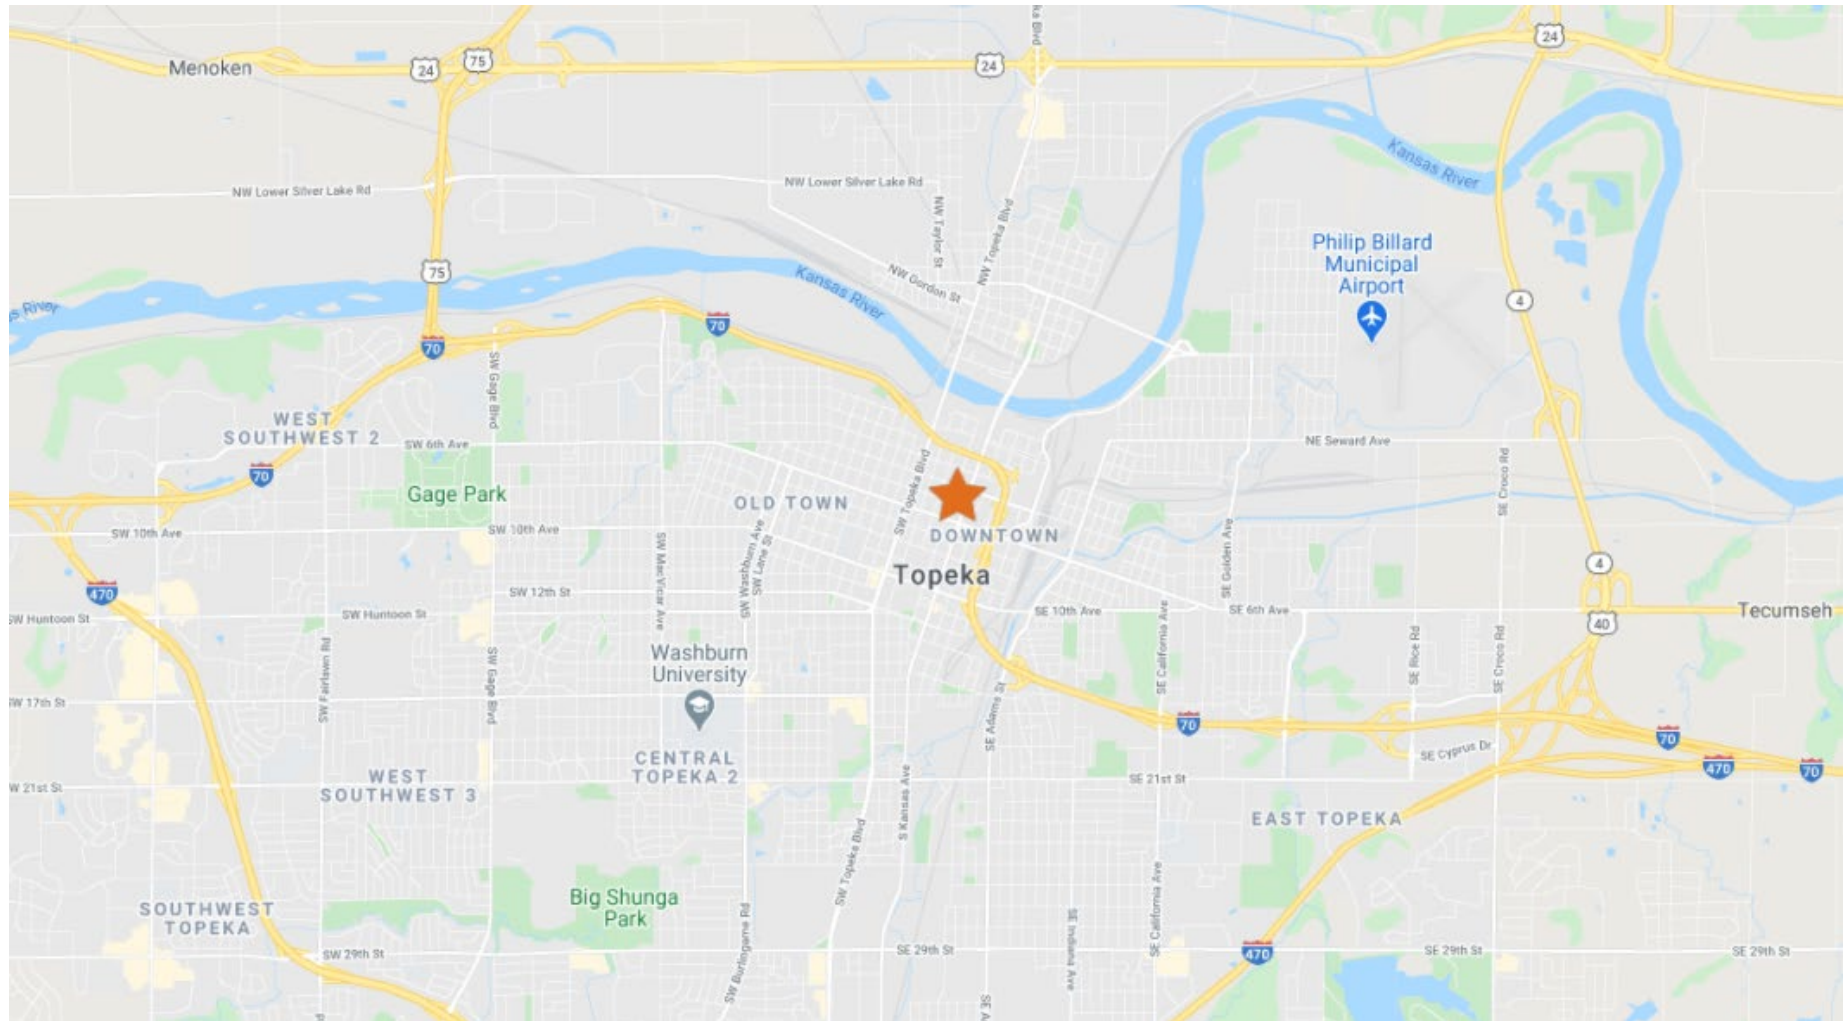 ks Blvd
24
Menoken
24
75
24
Kansas River
NW Lower Silver Lake Rd
NW Lower Silver Lake Rd
NW Taylor St
NW Topeka Blvd
Philip Billard
Municipal
Airport
75
NW Gordon St
Kansas River
s River
4
70
70
SW Gage Blvd
WEST
SOUTHWEST 2
SW 6th Ave
NE Seward Ave
70
SW Topeka Blvd
SE Croco Rd
Gage Park
OLD TOWN
SW 10th Ave
SW 10th Ave
DOWNTOWN
SW MacVicar Ave
SW Washburn Ave
SW Lane St
SE Golden Ave
4
Topeka
470
SW 12th St
SW Huntoon St
SW Huntoon St
SE 10th Ave
SE 6th Ave
Tecumseh
40
SW Fairlawn Rd
SW Gage Blvd
Washburn
University
SE California Ave
SE Rice Rd
SE Croco Rd
SW 17th St
SE Adams St
70
70
SE Cyprus Dr
CENTRAL
TOPEKA 2
470
70
WEST
SOUTHWEST 3
W 21st St
SE 21st St
S Kansas Ave
EAST TOPEKA
SW Topeka Blvd
Big Shunga
Park
SOUTHWEST
TOPEKA
SW Burlingame Rd
SE Indiana Ave
SE California Ave
SW 29th St
SE 29th St
470
SE 29th St
SE 29th St
SE A